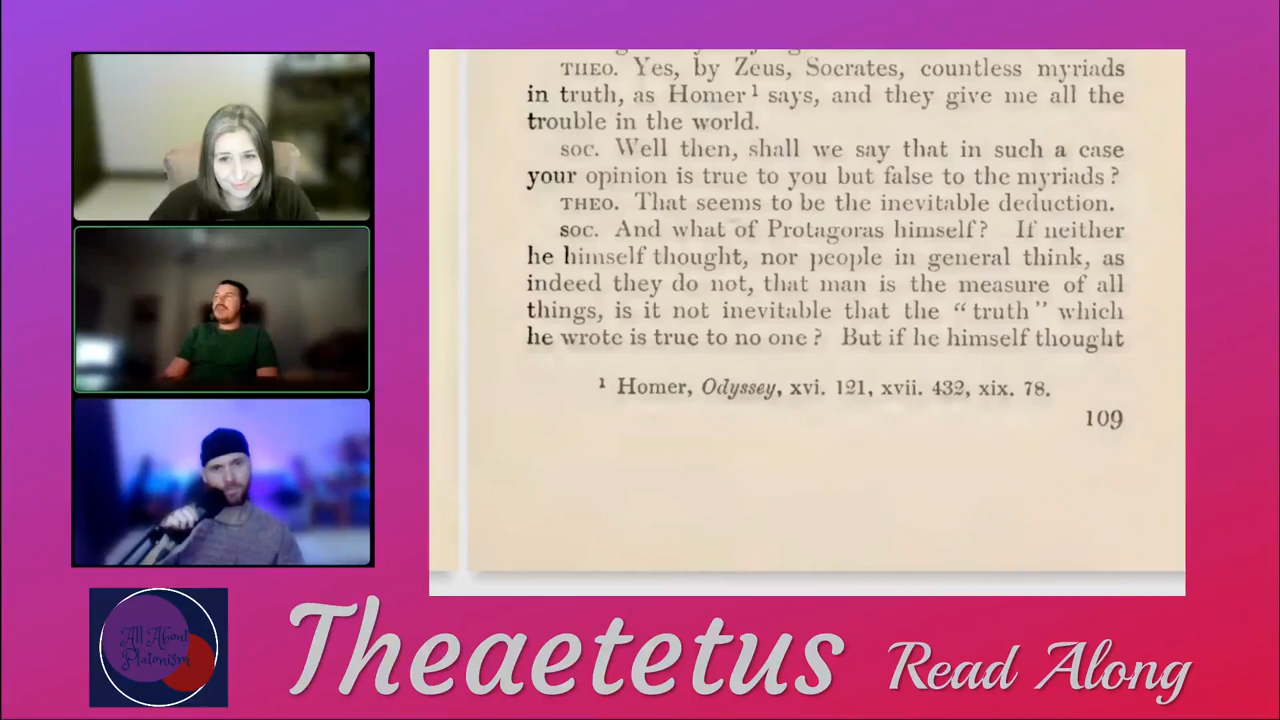 THEO. Yes, by Zeus, Socrates, countless myriads
in truth, as Homer¹ says, and they give me all the
trouble in the world.
SOC. Well then, shall we say that in such a case
your opinion is true to you but false to the myriads?
THEO. That seems to be the inevitable deduction.
SOC. And what of Protagoras himself? If neither
he himself thought, nor people in general think, as
indeed they do not, that man is the measure of all
things, is it not inevitable that the “truth” which
he wrote is true to no one? But if he himself thought
¹ Homer, Odyssey, xvi. 121, xvii. 432, xix. 78.
109
All About
Platonism
Theaetetus Read Along